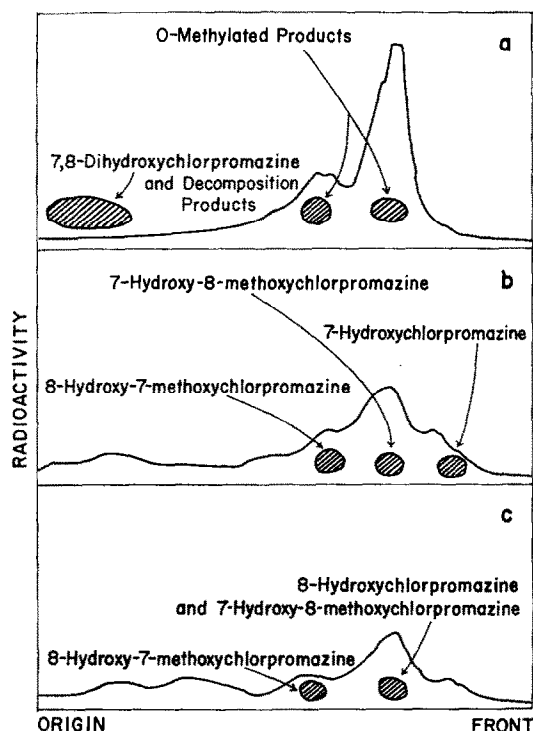 a
O-Methylated Products
7,8-Dihydroxychlorpromazine
and Decomposition
Products
b
7-Hydroxy-8-methoxychlorpromazine
7-Hydroxychlorpromazine
8-Hydroxy-7-methoxychlorpromazine
c
8-Hydroxychlorpromazine
and 7-Hydroxy-8-methoxychlorpromazine
8-Hydroxy-7-methoxychlorpromazine
RADIOACTIVITY
ORIGIN
FRONT